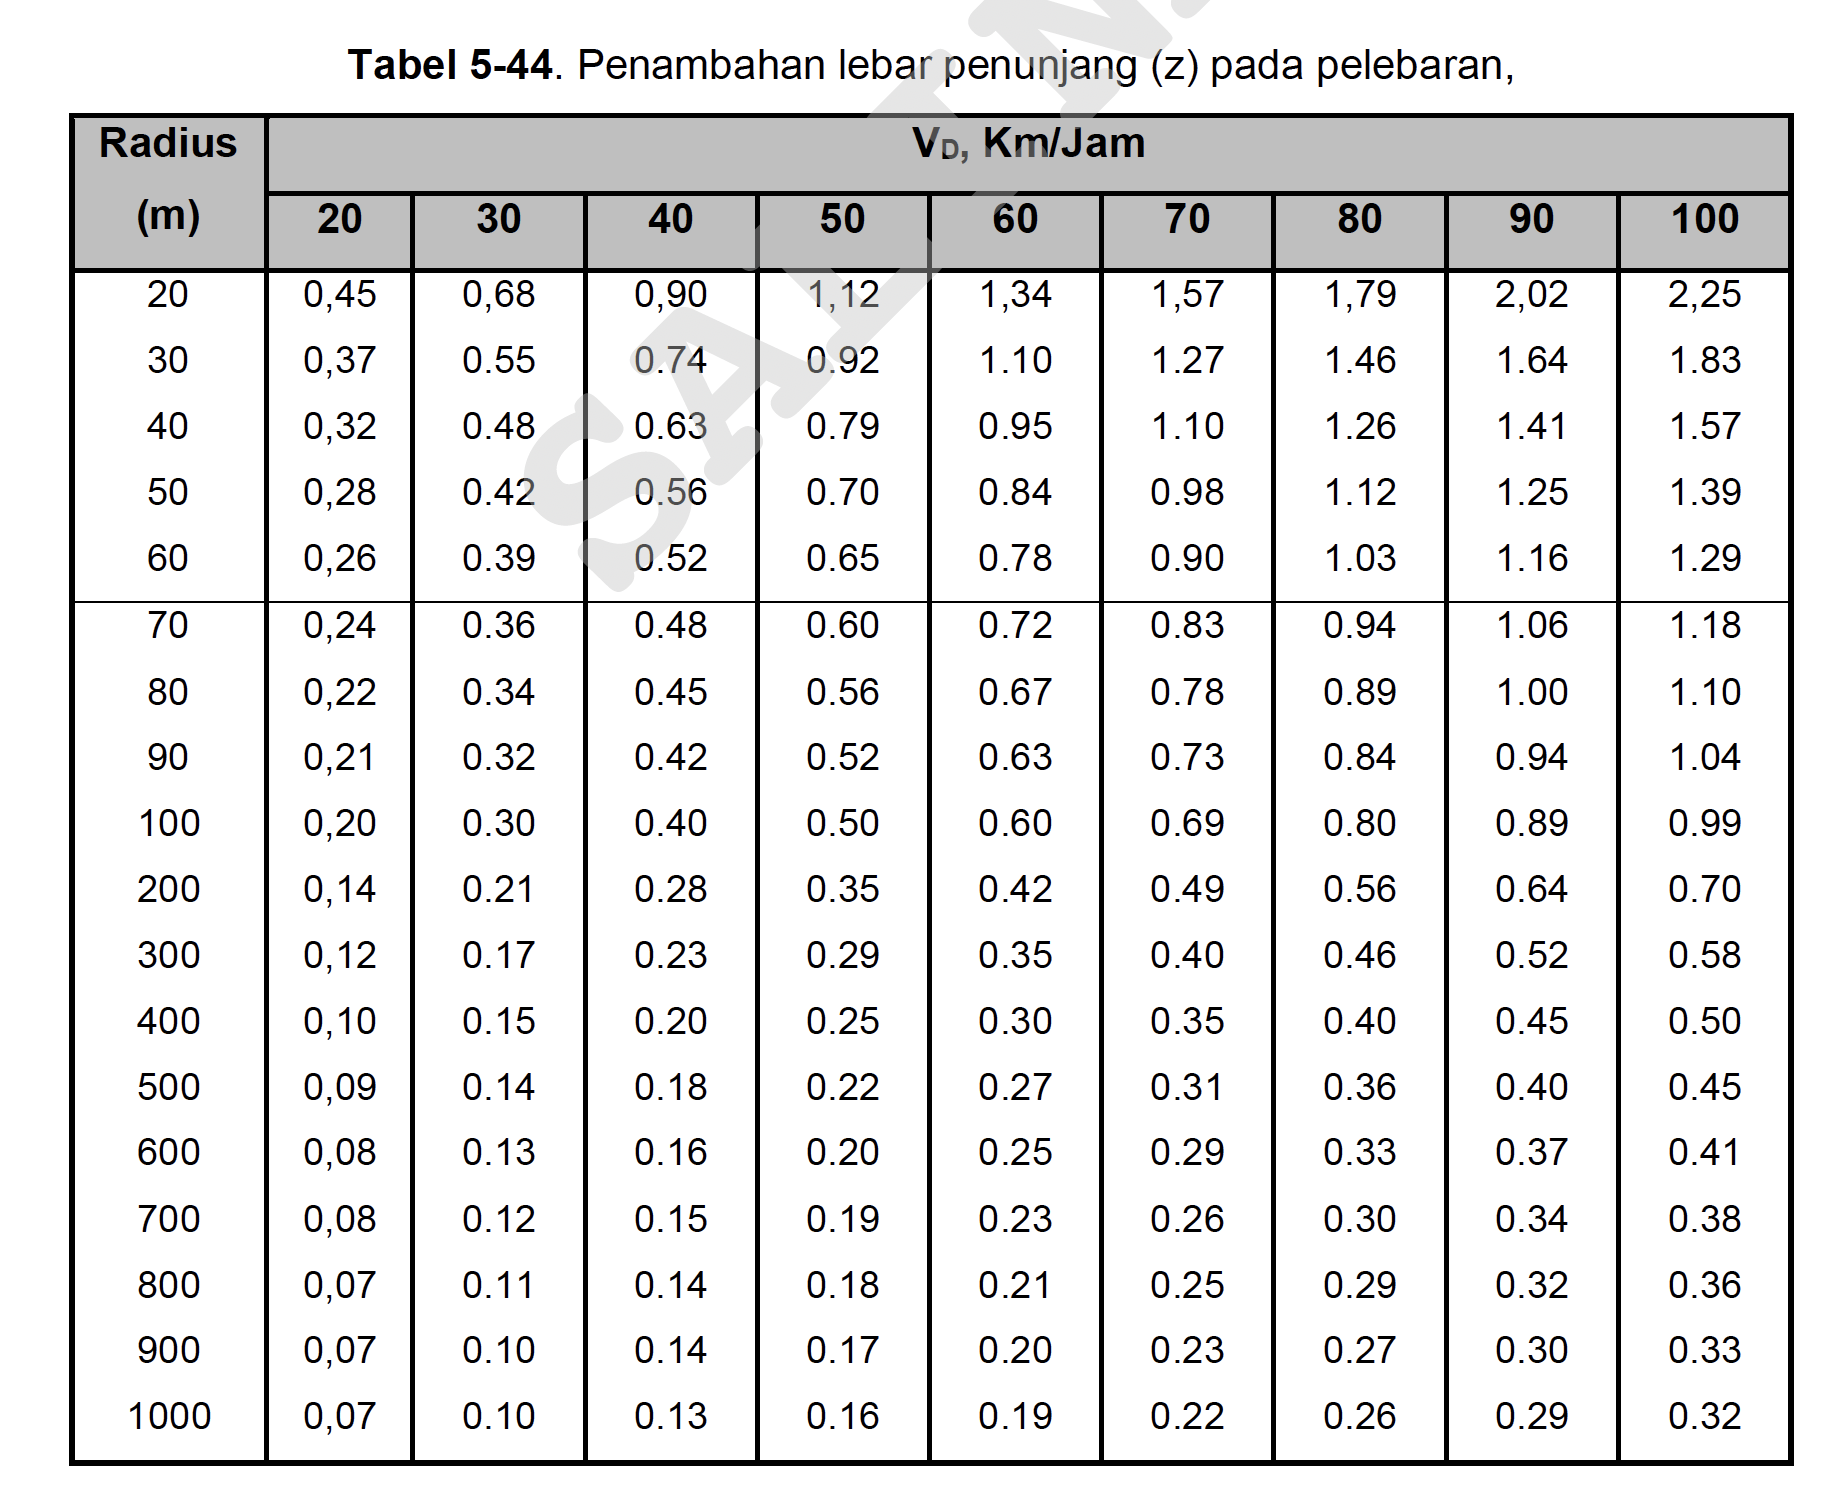 Tabel 5-44. Penambahan lebar penunjang (z) pada pelebaran,
Radius (m) V_D, Km/Jam
20 30 40 50 60 70 80 90 100
20 0,45 0,68 0,90 1,12 1,34 1,57 1,79 2,02 2,25
30 0,37 0.55 0.74 0.92 1.10 1.27 1.46 1.64 1.83
40 0,32 0.48 0.63 0.79 0.95 1.10 1.26 1.41 1.57
50 0,28 0.42 0.56 0.70 0.84 0.98 1.12 1.25 1.39
60 0,26 0.39 0.52 0.65 0.78 0.90 1.03 1.16 1.29
70 0,24 0.36 0.48 0.60 0.72 0.83 0.94 1.06 1.18
80 0,22 0.34 0.45 0.56 0.67 0.78 0.89 1.00 1.10
90 0,21 0.32 0.42 0.52 0.63 0.73 0.84 0.94 1.04
100 0,20 0.30 0.40 0.50 0.60 0.69 0.80 0.89 0.99
200 0,14 0.21 0.28 0.35 0.42 0.49 0.56 0.64 0.70
300 0,12 0.17 0.23 0.29 0.35 0.40 0.46 0.52 0.58
400 0,10 0.15 0.20 0.25 0.30 0.35 0.40 0.45 0.50
500 0,09 0.14 0.18 0.22 0.27 0.31 0.36 0.40 0.45
600 0,08 0.13 0.16 0.20 0.25 0.29 0.33 0.37 0.41
700 0,08 0.12 0.15 0.19 0.23 0.26 0.30 0.34 0.38
800 0,07 0.11 0.14 0.18 0.21 0.25 0.29 0.32 0.36
900 0,07 0.10 0.14 0.17 0.20 0.23 0.27 0.30 0.33
1000 0,07 0.10 0.13 0.16 0.19 0.22 0.26 0.29 0.32